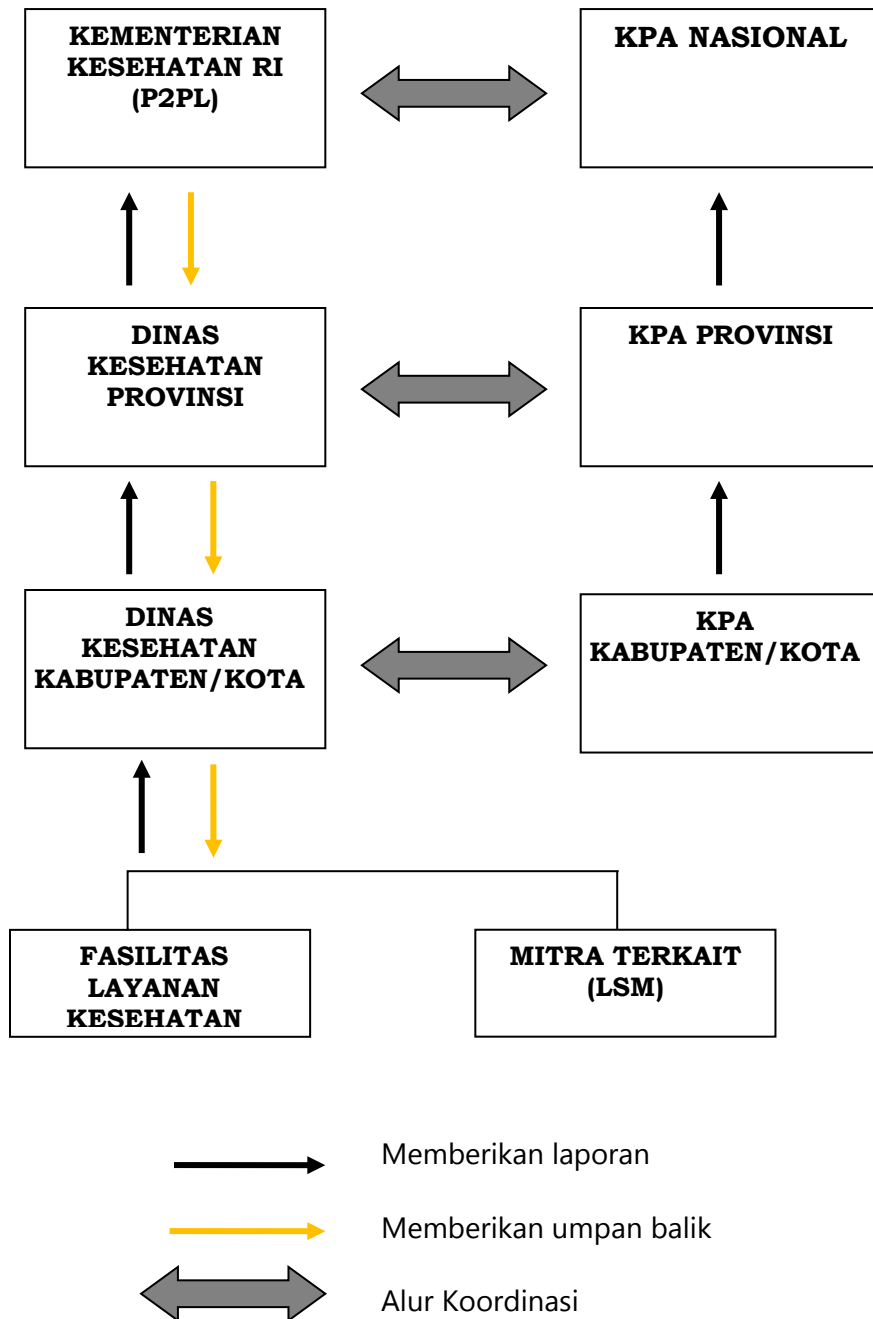 KEMENTERIAN
KESEHATAN RI
(P2PL)
KPA NASIONAL
DINAS
KESEHATAN
PROVINSI
KPA PROVINSI
DINAS
KESEHATAN
KABUPATEN/KOTA
KPA
KABUPATEN/KOTA
FASILITAS
LAYANAN
KESEHATAN
MITRA TERKAIT
(LSM)
Memberikan laporan
Memberikan umpan balik
Alur Koordinasi